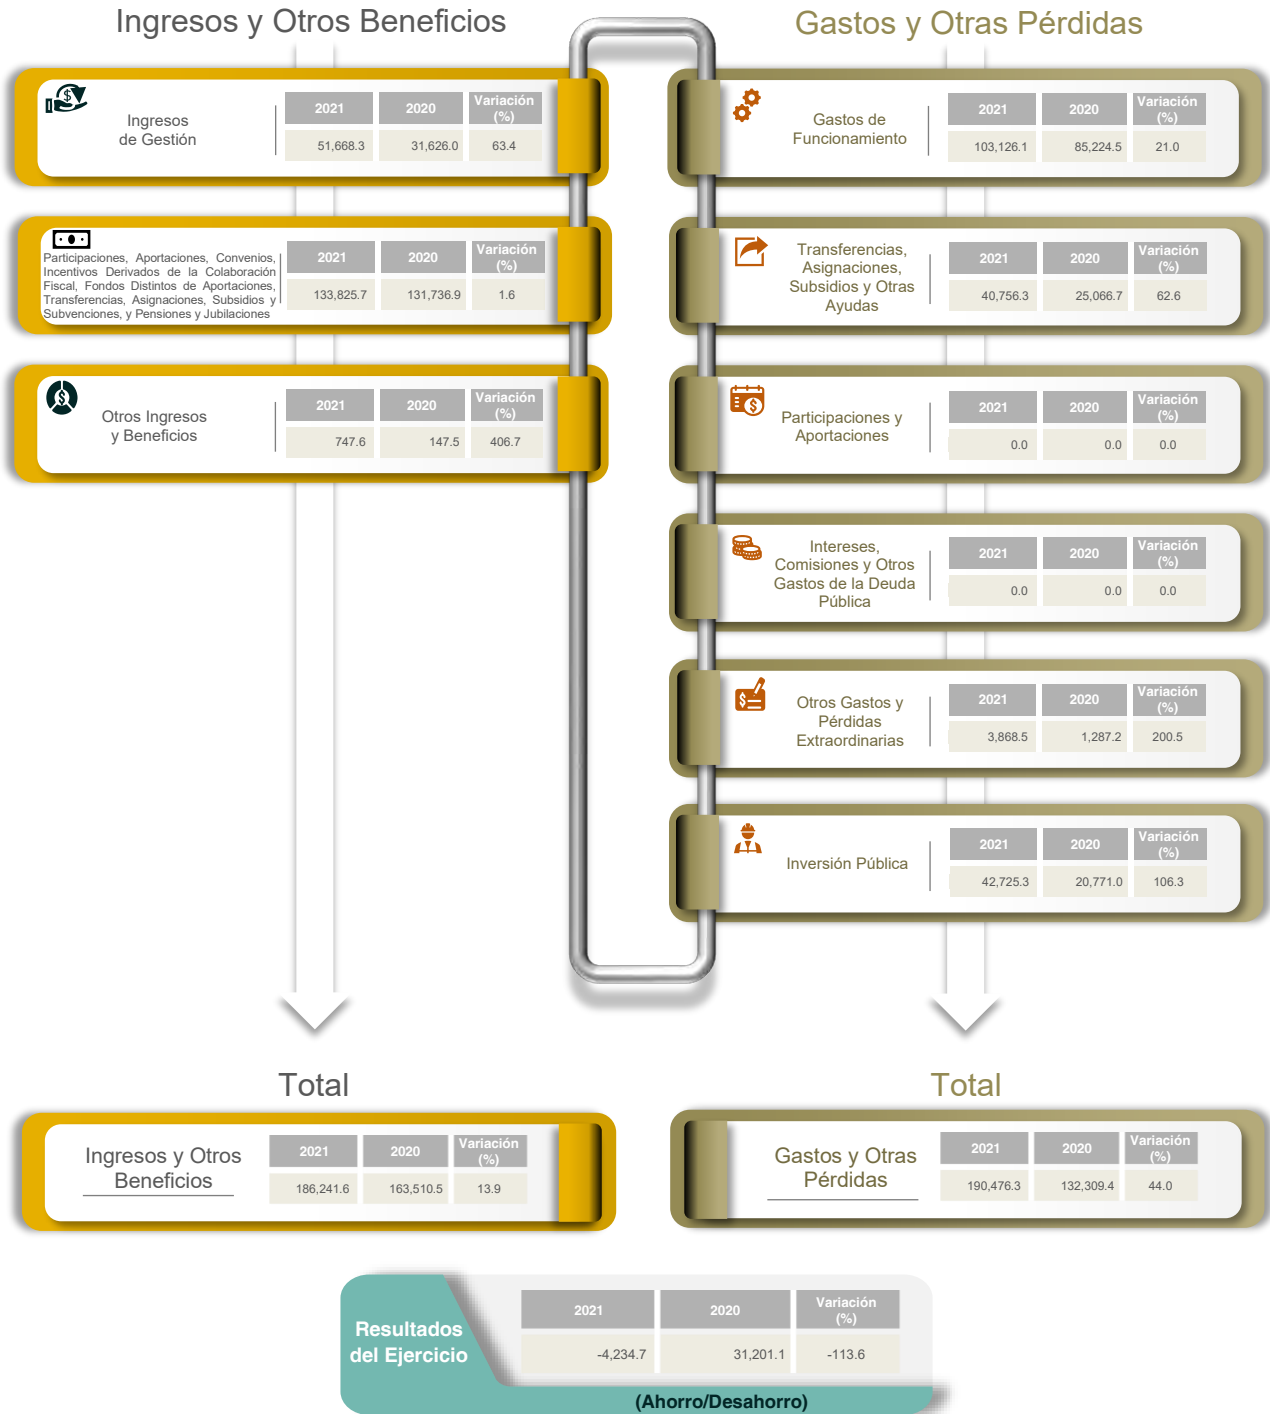 Ingresos y Otros Beneficios
Ingresos
de Gestión
2021 2020 Variación (%)
51,668.3 31,626.0 63.4
Participaciones, Aportaciones, Convenios,
Incentivos Derivados de la Colaboración
Fiscal, Fondos Distintos de Aportaciones,
Transferencias, Asignaciones, Subsidios y
Subvenciones, y Pensiones y Jubilaciones
2021 2020 Variación (%)
133,825.7 131,736.9 1.6
Otros Ingresos
y Beneficios
2021 2020 Variación (%)
747.6 147.5 406.7
Gastos y Otras Pérdidas
Gastos de
Funcionamiento
2021 2020 Variación (%)
103,126.1 85,224.5 21.0
Transferencias,
Asignaciones,
Subsidios y Otras
Ayudas
2021 2020 Variación (%)
40,756.3 25,066.7 62.6
Participaciones y
Aportaciones
2021 2020 Variación (%)
0.0 0.0 0.0
Intereses,
Comisiones y Otros
Gastos de la Deuda
Pública
2021 2020 Variación (%)
0.0 0.0 0.0
Otros Gastos y
Pérdidas
Extraordinarias
2021 2020 Variación (%)
3,868.5 1,287.2 200.5
Inversión Pública
2021 2020 Variación (%)
42,725.3 20,771.0 106.3
Total
Ingresos y Otros
Beneficios
2021 2020 Variación (%)
186,241.6 163,510.5 13.9
Total
Gastos y Otras
Pérdidas
2021 2020 Variación (%)
190,476.3 132,309.4 44.0
Resultados
del Ejercicio
2021 2020 Variación (%)
-4,234.7 31,201.1 -113.6
(Ahorro/Desahorro)